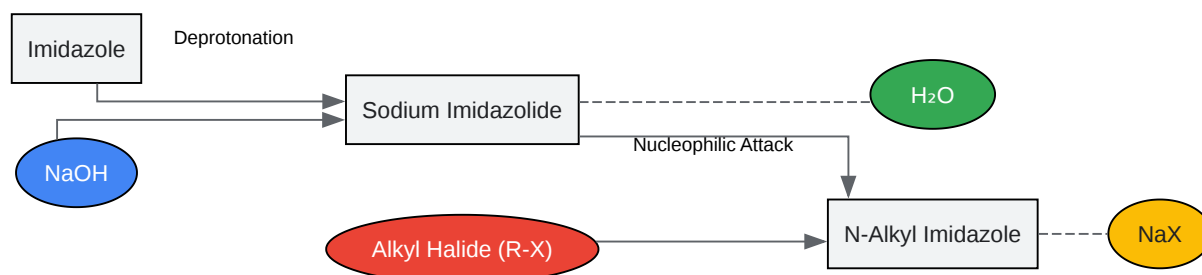 Imidazole
Deprotonation
H₂O
Sodium Imidazolide
Nucleophilic Attack
NaOH
N-Alkyl Imidazole
NaX
Alkyl Halide (R-X)